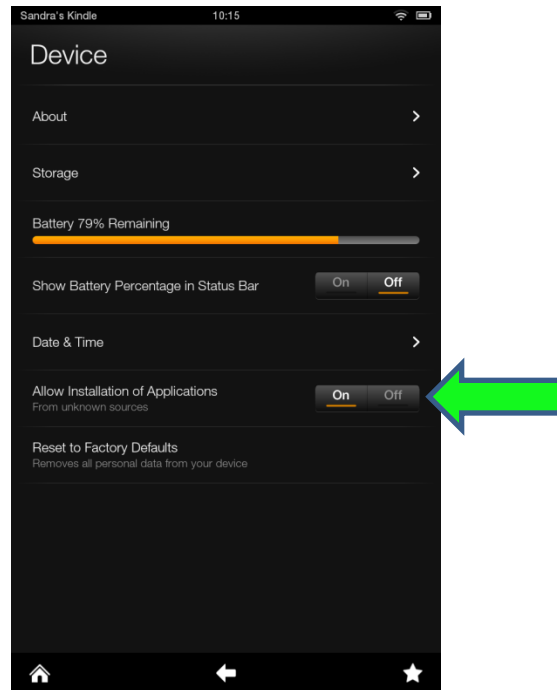 Sandra's Kindle 10:15
Device
About
Storage
Battery 79% Remaining
Show Battery Percentage in Status Bar On Off
Date & Time
Allow Installation of Applications On Off
From unknown sources
Reset to Factory Defaults
Removes all personal data from your device